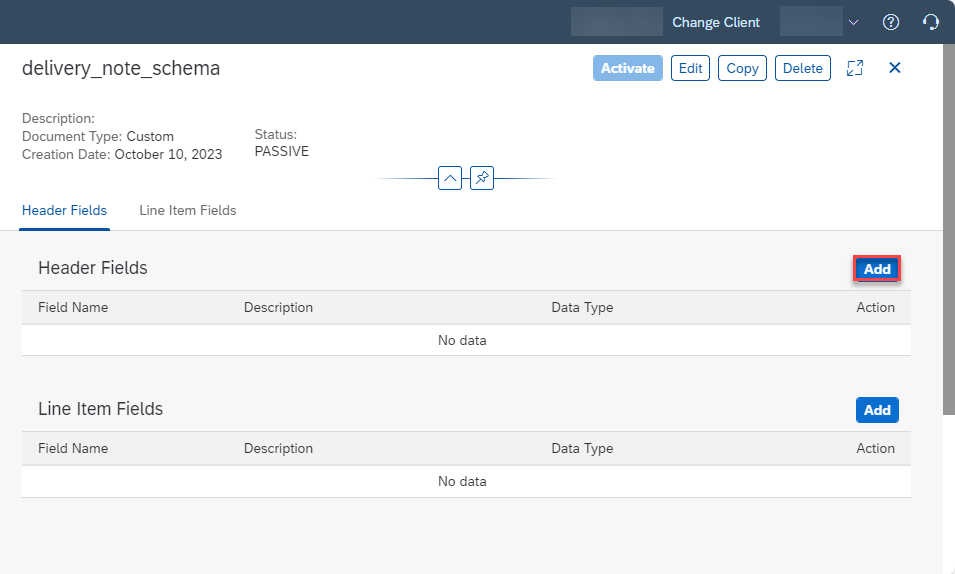 Change Client
delivery_note_schema
Activate Edit Copy Delete
Description:
Document Type: Custom
Creation Date: October 10, 2023
Status:
PASSIVE
Header Fields Line Item Fields
Header Fields Add
Field Name Description Data Type Action
No data
Line Item Fields Add
Field Name Description Data Type Action
No data